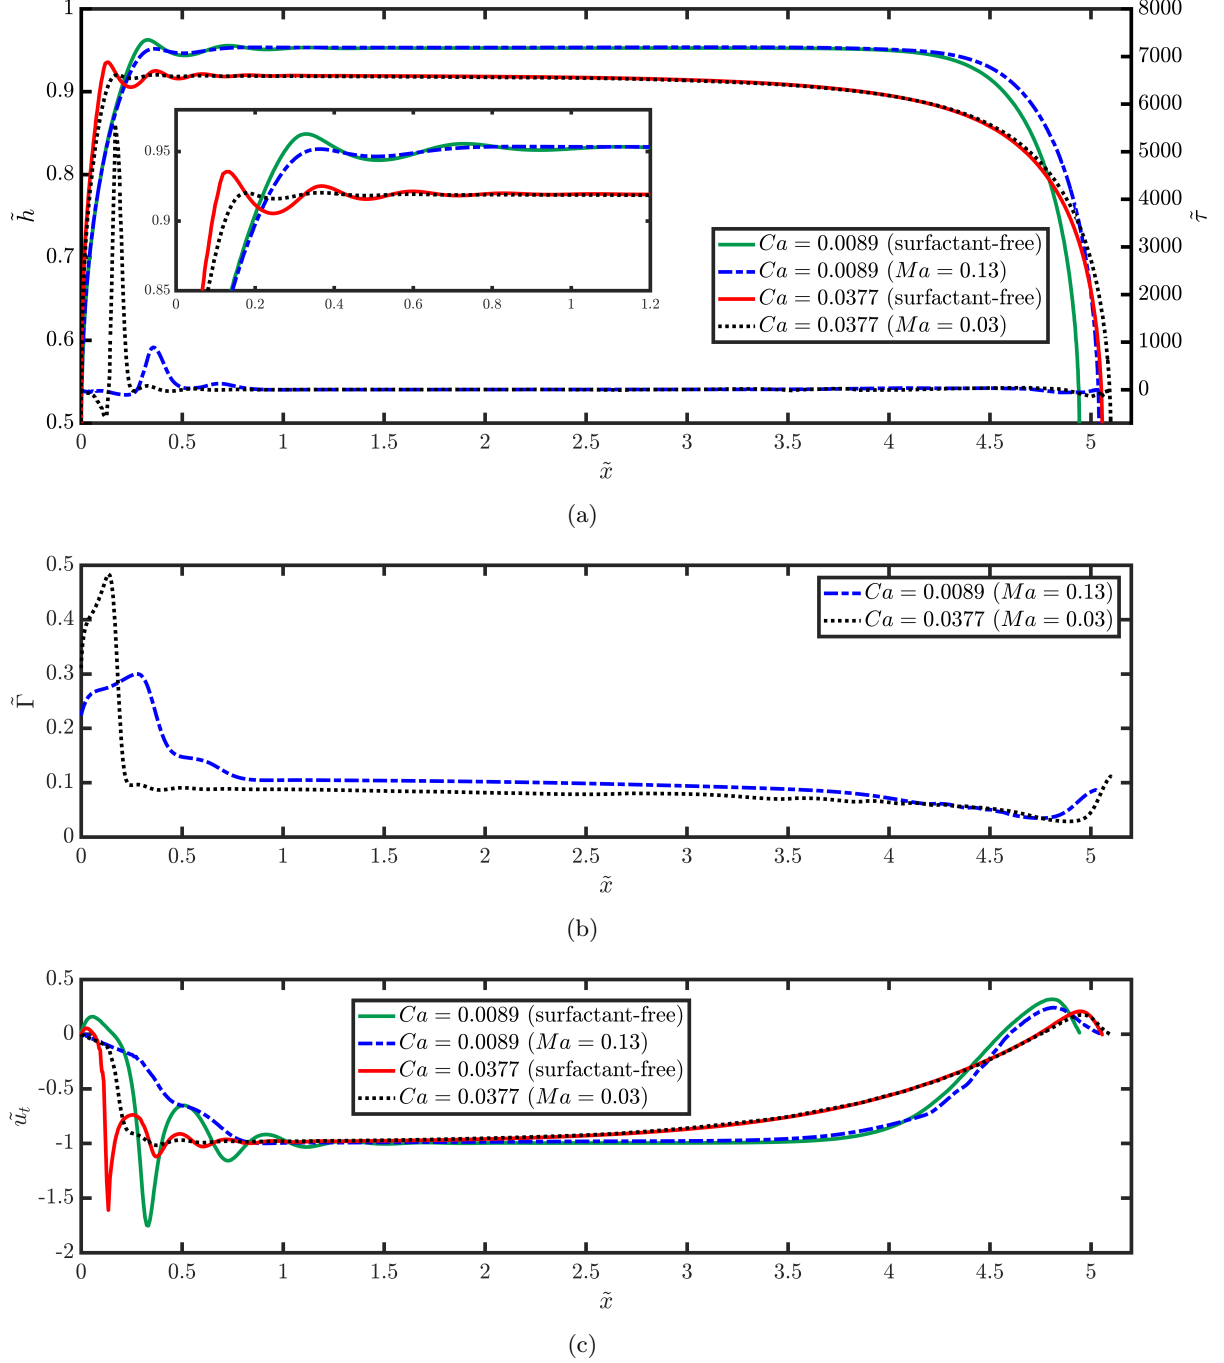 1
0.9
0.8
0.7
0.6
0.5
h̃
8000
7000
6000
5000
4000
3000
2000
1000
0
τ̃
0.95
0.9
0.85
0 0.2 0.4 0.6 0.8 1 1.2
Ca = 0.0089 (surfactant-free)
Ca = 0.0089 (Ma = 0.13)
Ca = 0.0377 (surfactant-free)
Ca = 0.0377 (Ma = 0.03)
0 0.5 1 1.5 2 2.5 3 3.5 4 4.5 5
x̃
(a)
0.5
0.4
0.3
0.2
0.1
0
Γ̃
Ca = 0.0089 (Ma = 0.13)
Ca = 0.0377 (Ma = 0.03)
0 0.5 1 1.5 2 2.5 3 3.5 4 4.5 5
x̃
(b)
0.5
0
-0.5
-1
-1.5
-2
ũ_t
Ca = 0.0089 (surfactant-free)
Ca = 0.0089 (Ma = 0.13)
Ca = 0.0377 (surfactant-free)
Ca = 0.0377 (Ma = 0.03)
0 0.5 1 1.5 2 2.5 3 3.5 4 4.5 5
x̃
(c)